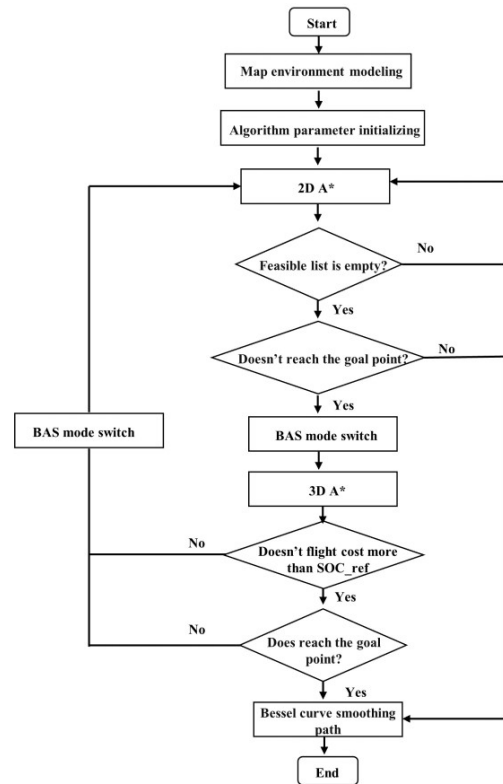 Start
Map environment modeling
Algorithm parameter initializing
2D A*
Feasible list is empty?
No
Yes
Doesn't reach the goal point?
No
Yes
BAS mode switch
BAS mode switch
3D A*
No
Doesn't flight cost more
than SOC_ref
Yes
No
Does reach the goal
point?
Yes
Bessel curve smoothing
path
End